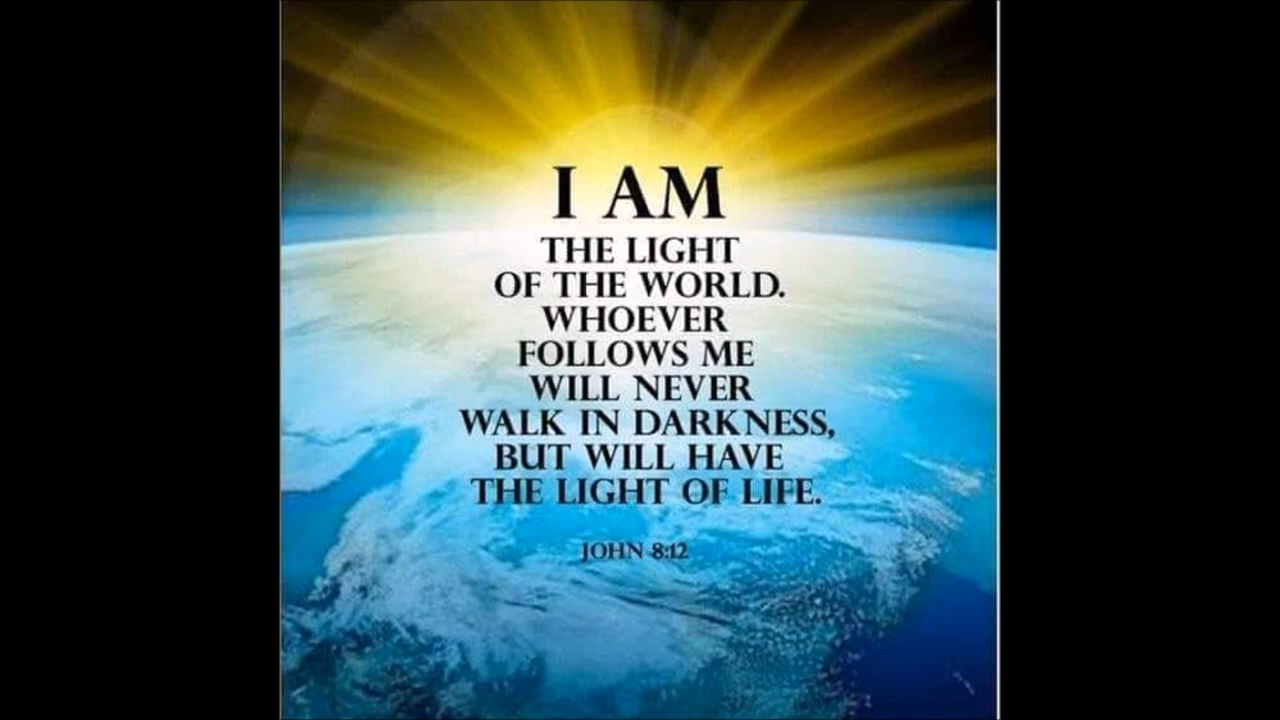 I AM
THE LIGHT
OF THE WORLD.
WHOEVER
FOLLOWS ME
WILL NEVER
WALK IN DARKNESS,
BUT WILL HAVE
THE LIGHT OF LIFE.
JOHN 8:12